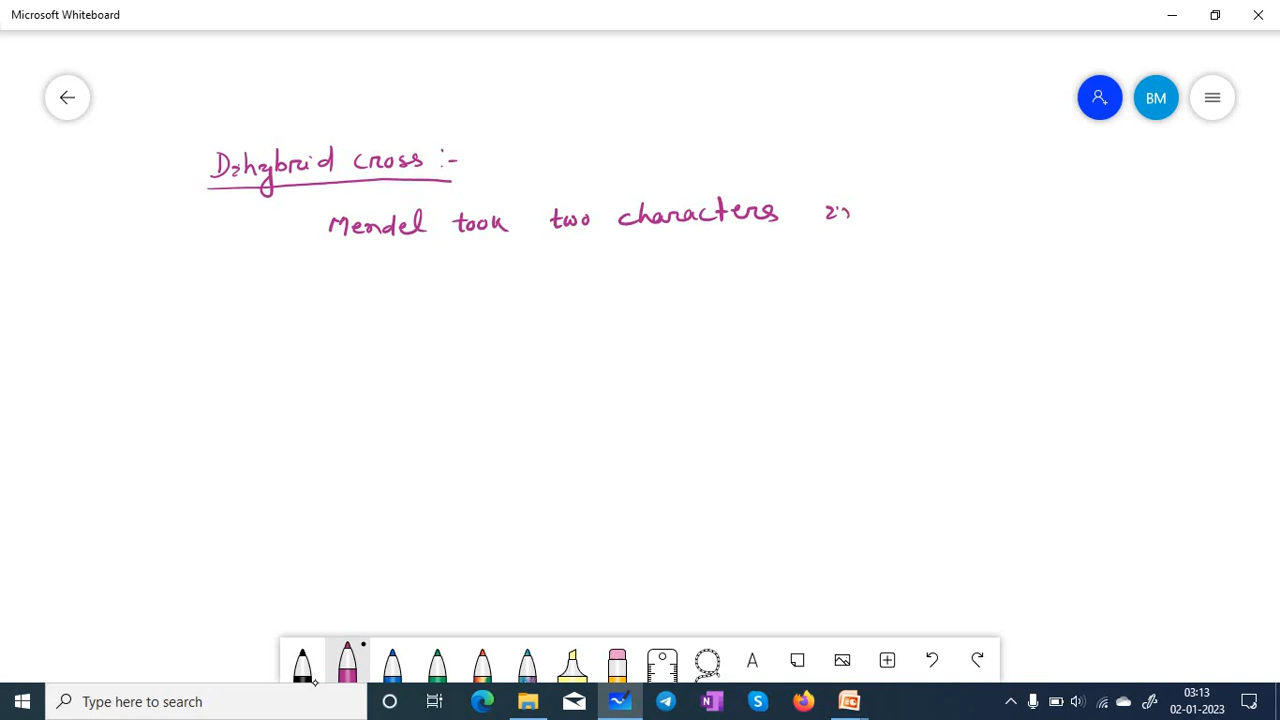 Microsoft Whiteboard
BM
Dihybrid cross :-
Mendel took two characters
A
Type here to search
03:13
02-01-2023